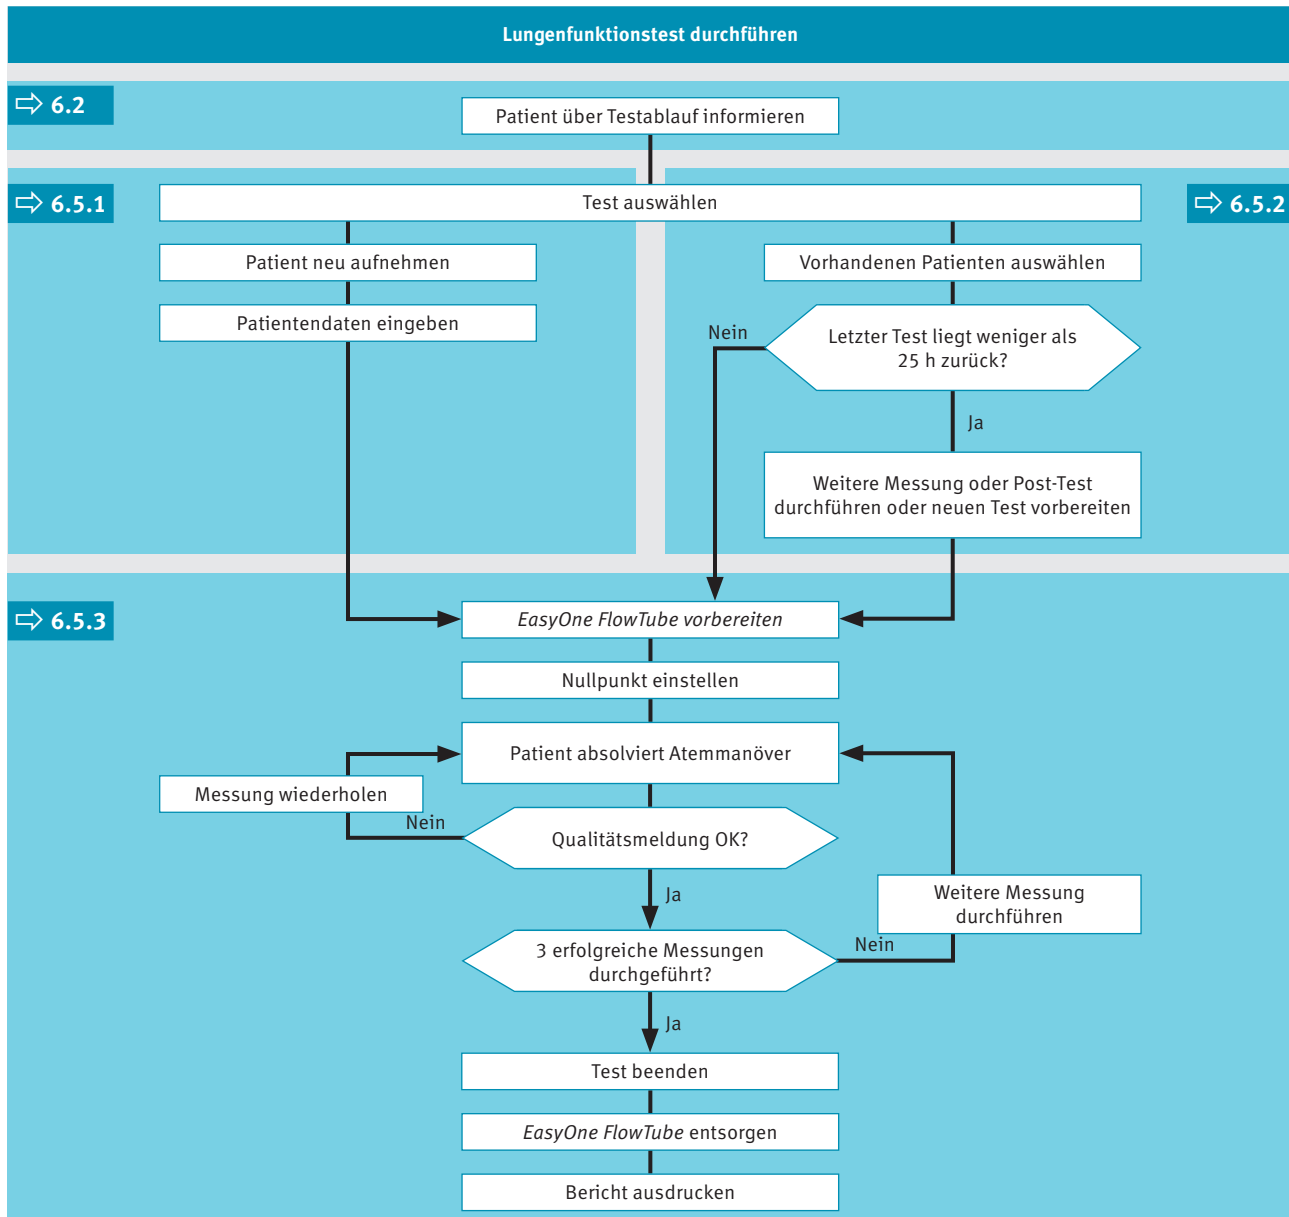 Lungenfunktionstest durchführen
⇨ 6.2
Patient über Testablauf informieren
⇨ 6.5.1
Test auswählen
⇨ 6.5.2
Patient neu aufnehmen
Vorhandenen Patienten auswählen
Patientendaten eingeben
Nein
Letzter Test liegt weniger als
25 h zurück?
Ja
Weitere Messung oder Post-Test
durchführen oder neuen Test vorbereiten
⇨ 6.5.3
EasyOne FlowTube vorbereiten
Nullpunkt einstellen
Patient absolviert Atemmanöver
Messung wiederholen
Nein
Qualitätsmeldung OK?
Ja
Weitere Messung
durchführen
Nein
3 erfolgreiche Messungen
durchgeführt?
Ja
Test beenden
EasyOne FlowTube entsorgen
Bericht ausdrucken